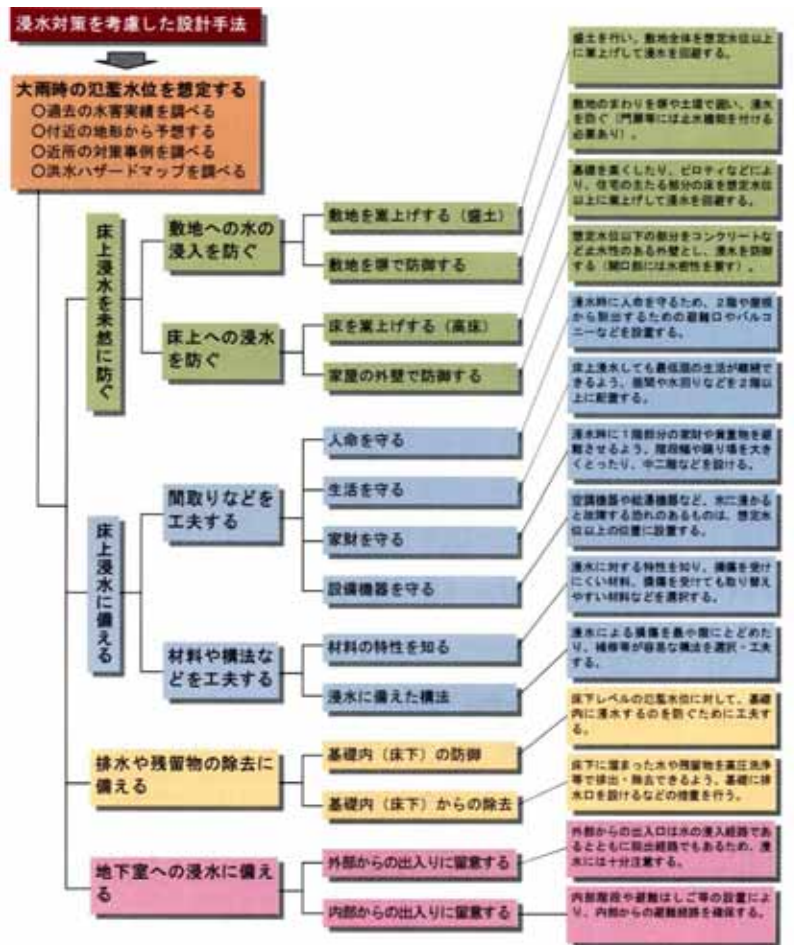 浸水対策を考慮した設計手法
大雨時の氾濫水位を想定する
○過去の水害実績を調べる
○付近の地形から予想する
○近所の対策事例を調べる
○洪水ハザードマップを調べる
床上浸水を未然に防ぐ
敷地への水の
浸入を防ぐ
敷地を嵩上げする(盛土)
盛土を行い、敷地全体を想定水位以上
に嵩上げして浸水を回避する。
敷地を塀で防御する
敷地のまわりを塀や土塁で囲い、浸水
を防ぐ(門扉等には止水機能を付ける
必要あり)。
床上への浸水
を防ぐ
床を嵩上げする(高床)
基礎を高くしたり、ピロティなどによ
り、住宅の主たる部分の床を想定水位
以上に嵩上げして浸水を回避する。
家屋の外壁で防御する
想定水位以下の部分をコンクリートな
ど止水性のある外壁とし、浸水を防御
する(開口部には水密性を要す)。
床上浸水に備える
間取りなどを
工夫する
人命を守る
浸水時に人命を守るため、2階や屋根
から脱出するための避難口やバルコ
ニーなどを設置する。
生活を守る
床上浸水しても最低限の生活が継続で
きるよう、居間や水回りなどを2階以
上に配置する。
家財を守る
浸水時に1階部分の家財や貴重物を避
難させるよう、階段幅や踊り場を大き
くとったり、中二階などを設ける。
設備機器を守る
空調機器や給湯機器など、水に浸かる
と故障する恐れのあるものは、想定水
位以上の位置に設置する。
材料や構法な
どを工夫する
材料の特性を知る
浸水に対する特性を知り、損傷を受け
にくい材料、損傷を受けても取り替え
やすい材料などを選択する。
浸水に備えた構法
浸水による損傷を最小限にとどめた
り、補修等が容易な構法を選択・工夫
する。
排水や残留物の除去に
備える
基礎内(床下)の防御
床下レベルの氾濫水位に対して、基礎
内に浸水するのを防ぐために工夫す
る。
基礎内(床下)からの除去
床下に溜まった水や残留物を高圧洗浄
等で排出・除去できるよう、基礎に排
水口を設けるなどの措置を行う。
地下室への浸水に備え
る
外部からの出入りに留意する
外部からの出入口は水の浸入経路であ
るとともに脱出経路でもあるため、浸
水には十分注意する。
内部からの出入りに留意する
内部階段や避難はしご等の設置によ
り、内部からの避難経路を確保する。